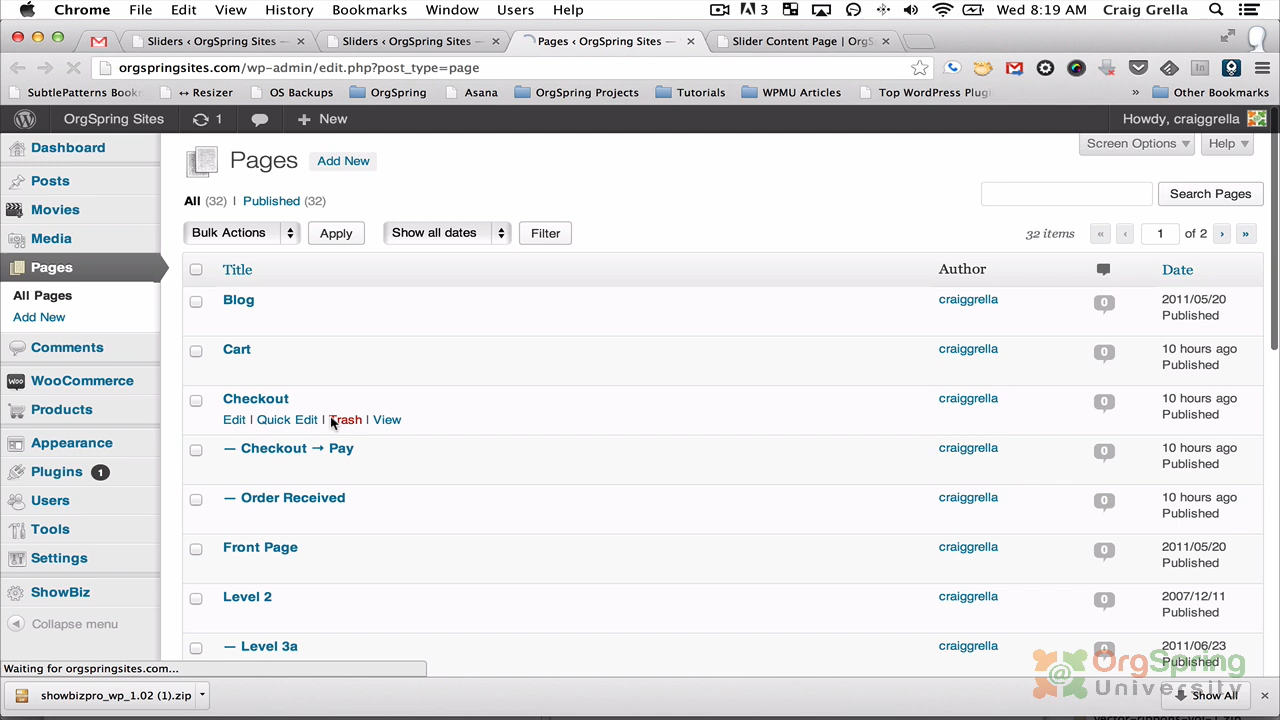 Chrome File Edit View History Bookmarks Window Users Help 3 Wed 8:19 AM Craig Grella
Sliders ‹ OrgSpring Sites — × Sliders ‹ OrgSpring Sites — × Pages ‹ OrgSpring Sites — × Slider Content Page | OrgS ×
orgspringsites.com/wp-admin/edit.php?post_type=page
SubtlePatterns Book Resizer OS Backups OrgSpring Asana OrgSpring Projects Tutorials WPMU Articles Top WordPress Plugi » Other Bookmarks
OrgSpring Sites 1 + New Howdy, craiggrella
Dashboard
Posts
Movies
Media
Pages
All Pages
Add New
Comments
WooCommerce
Products
Appearance
Plugins 1
Users
Tools
Settings
ShowBiz
Collapse menu
Screen Options Help
Pages Add New
All (32) | Published (32)
Search Pages
Bulk Actions Apply Show all dates Filter 32 items « ‹ 1 of 2 › »
Title Author Date
Blog craiggrella 0 2011/05/20
Published
Cart craiggrella 0 10 hours ago
Published
Checkout craiggrella 0 10 hours ago
Edit | Quick Edit | Trash | View Published
— Checkout → Pay craiggrella 0 10 hours ago
Published
— Order Received craiggrella 0 10 hours ago
Published
Front Page craiggrella 0 2011/05/20
Published
Level 2 craiggrella 0 2007/12/11
Published
— Level 3a craiggrella 0 2011/06/23
Published
Waiting for orgspringsites.com...
OrgSpring
University
showbizpro_wp_1.02 (1).zip Show All ×